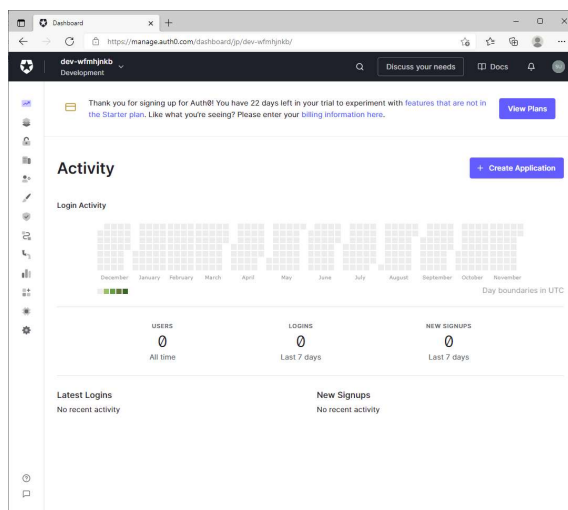 Dashboard
https://manage.auth0.com/dashboard/jp/dev-wfmhjnkb/
dev-wfmhjnkb
Development
Discuss your needs
Docs
Thank you for signing up for Auth0! You have 22 days left in your trial to experiment with features that are not in
the Starter plan. Like what you're seeing? Please enter your billing information here.
View Plans
Activity
+ Create Application
Login Activity
December January February March April May June July August September October November
Day boundaries in UTC
USERS LOGINS NEW SIGNUPS
0 0 0
All time Last 7 days Last 7 days
Latest Logins New Signups
No recent activity No recent activity